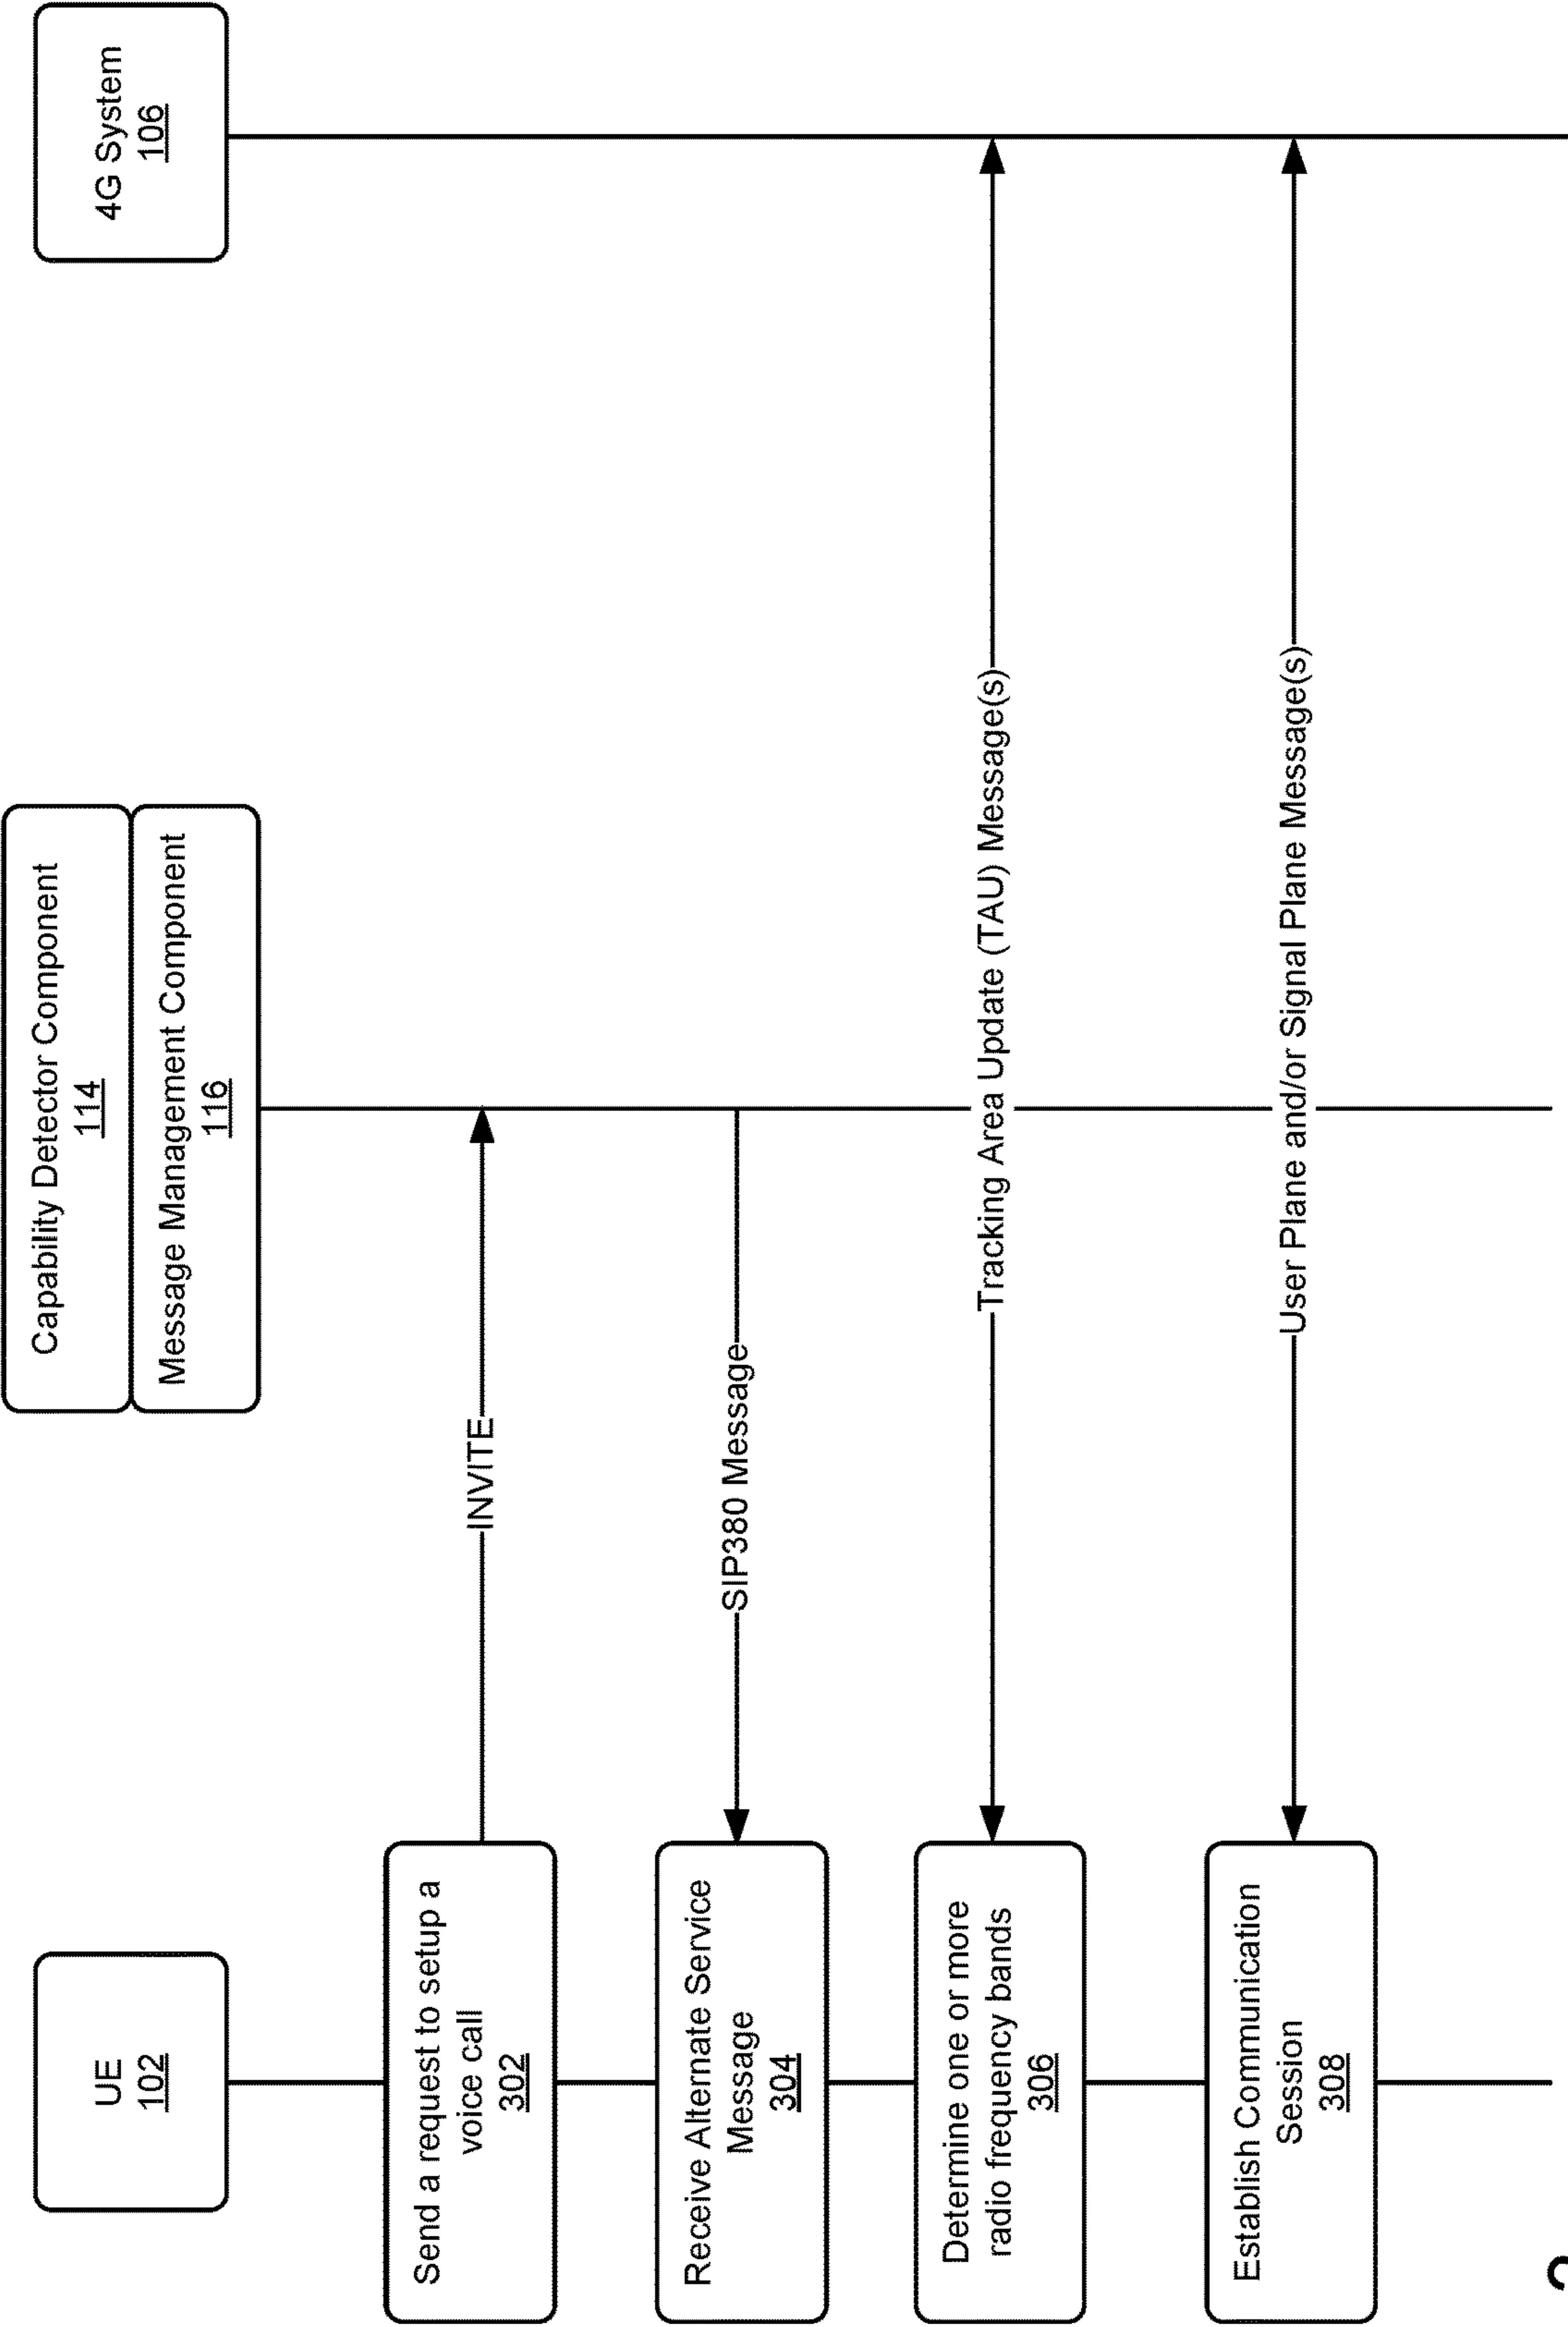 UE
102
Capability Detector Component
114
Message Management Component
116
4G System
106
Send a request to setup a
voice call
302
INVITE
Receive Alternate Service
Message
304
SIP380 Message
Determine one or more
radio frequency bands
306
Tracking Area Update (TAU) Message(s)
Establish Communication
Session
308
User Plane and/or Signal Plane Message(s)